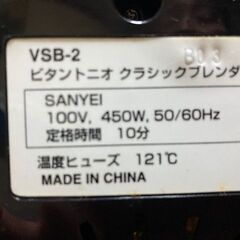 VSB-2
ビタントニオ クラシックブレンダ
SANYEI
100V, 450W, 50/60Hz
定格時間 10分
温度ヒューズ 121℃
MADE IN CHINA